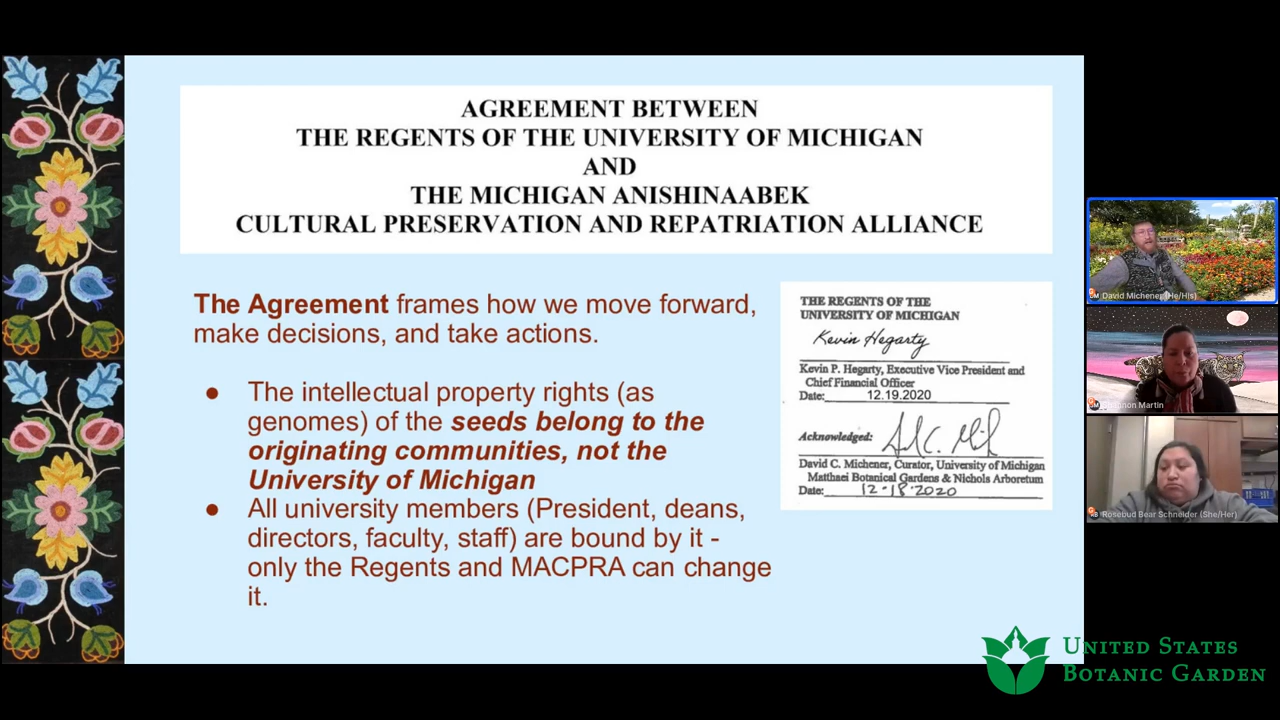 AGREEMENT BETWEEN
THE REGENTS OF THE UNIVERSITY OF MICHIGAN
AND
THE MICHIGAN ANISHINAABEK
CULTURAL PRESERVATION AND REPATRIATION ALLIANCE
The Agreement frames how we move forward,
make decisions, and take actions.
● The intellectual property rights (as
genomes) of the seeds belong to the
originating communities, not the
University of Michigan
● All university members (President, deans,
directors, faculty, staff) are bound by it -
only the Regents and MACPRA can change
it.
THE REGENTS OF THE
UNIVERSITY OF MICHIGAN
Kevin Hegarty
Kevin P. Hegarty, Executive Vice President and
Chief Financial Officer
Date: 12.19.2020
Acknowledged:
David C. Michener, Curator, University of Michigan
Matthaei Botanical Gardens & Nichols Arboretum
Date: 12-18-2020
David Michener (He/His)
Martin
Rosebud Bear Schneider (She/Her)
UNITED STATES
BOTANIC GARDEN